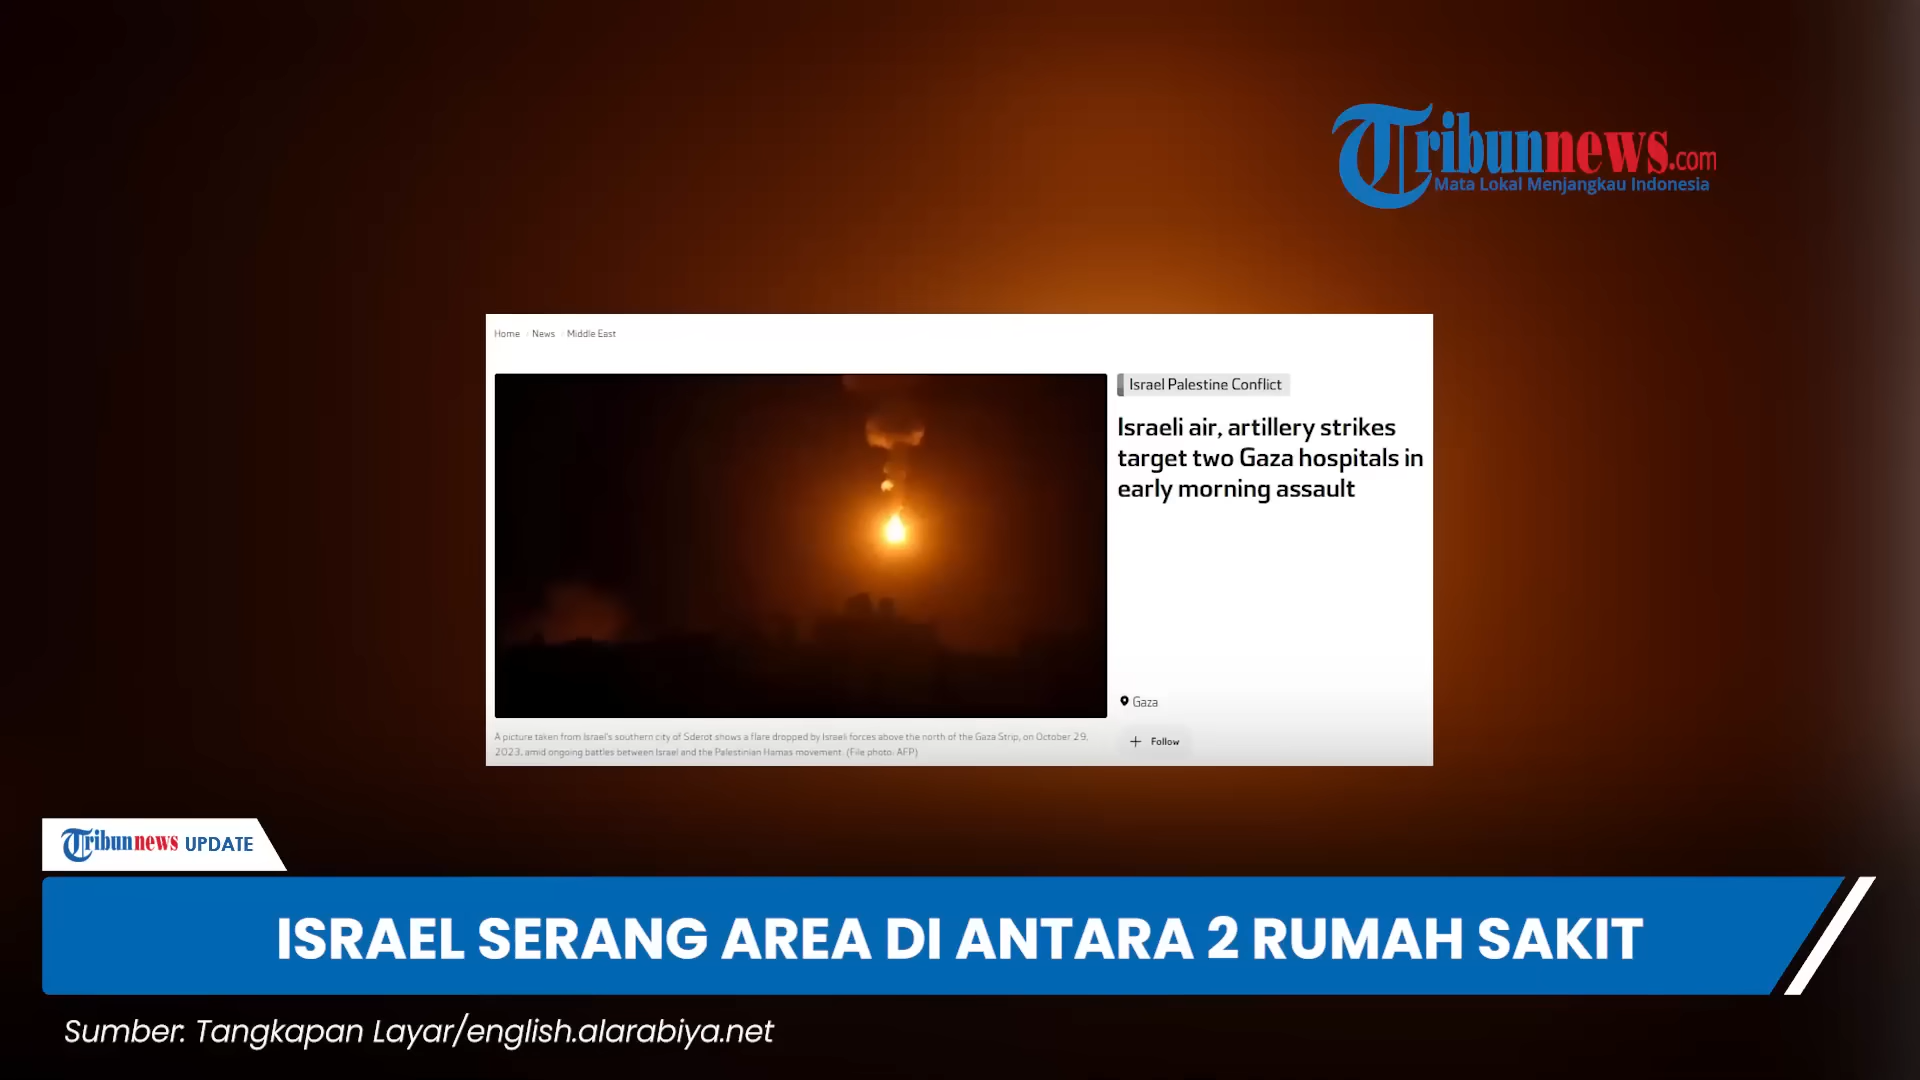 Tribunnews.com
Mata Lokal Menjangkau Indonesia
Home News Middle East
Israel Palestine Conflict
Israeli air, artillery strikes
target two Gaza hospitals in
early morning assault
Gaza
+ Follow
A picture taken from Israel's southern city of Sderot shows a flare dropped by Israeli forces above the north of the Gaza Strip, on October 29,
2023, amid ongoing battles between Israel and the Palestinian Hamas movement. (File photo: AFP)
Tribunnews UPDATE
ISRAEL SERANG AREA DI ANTARA 2 RUMAH SAKIT
Sumber: Tangkapan Layar/english.alarabiya.net